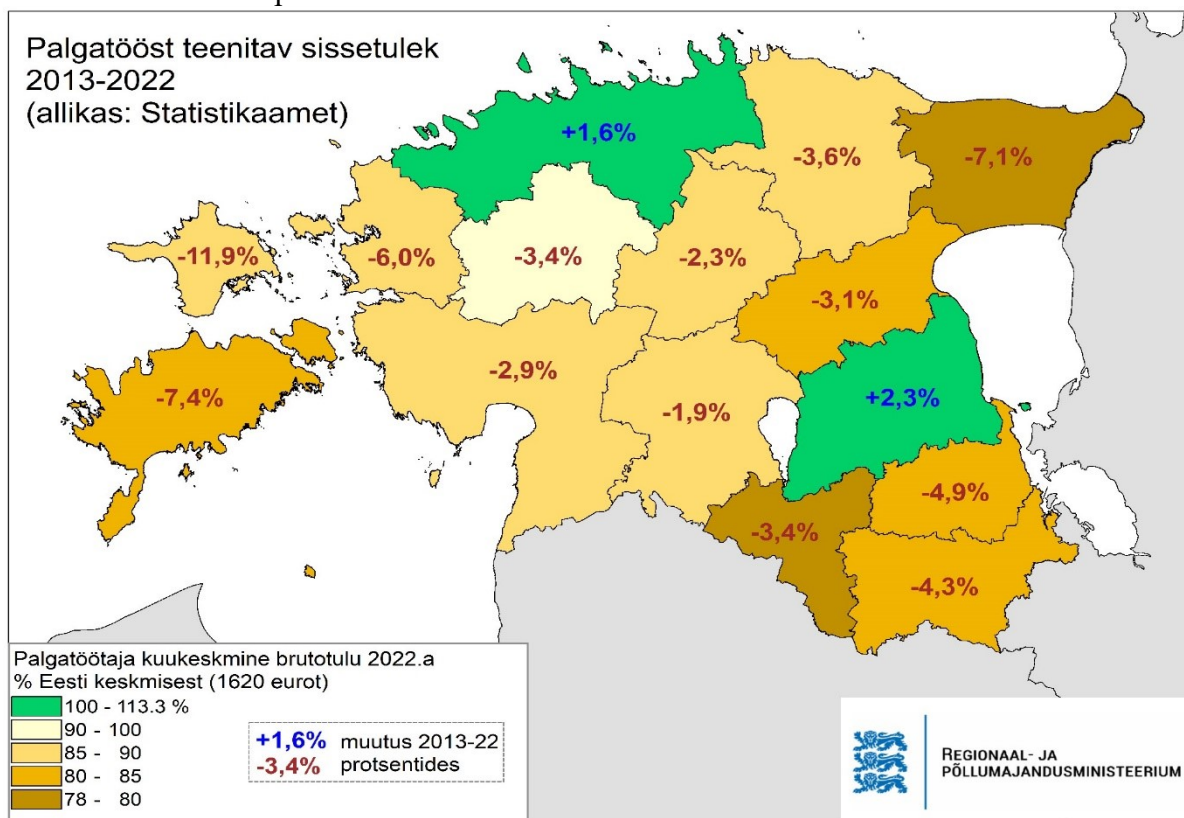 Palgatööst teenitav sissetulek
2013-2022
(allikas: Statistikaamet)
+1,6%
-3,6%
-7,1%
-11,9%
-6,0%
-3,4%
-2,3%
-3,1%
-7,4%
-2,9%
-1,9%
+2,3%
-4,9%
-3,4%
-4,3%
Palgatöötaja kuukeskmine brutotulu 2022.a
% Eesti keskmisest (1620 eurot)
100 - 113.3 %
90 - 100
85 - 90
80 - 85
78 - 80
+1,6% muutus 2013-22
-3,4% protsentides
REGIONAAL- JA
PÕLLUMAJANDUSMINISTEERIUM